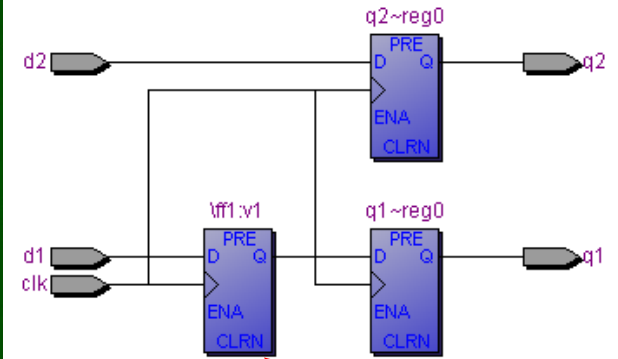 q2~reg0
PRE
d2 D Q q2
ENA
CLRN
\ff1:v1 q1~reg0
PRE PRE
d1 D Q D Q q1
clk
ENA ENA
CLRN CLRN